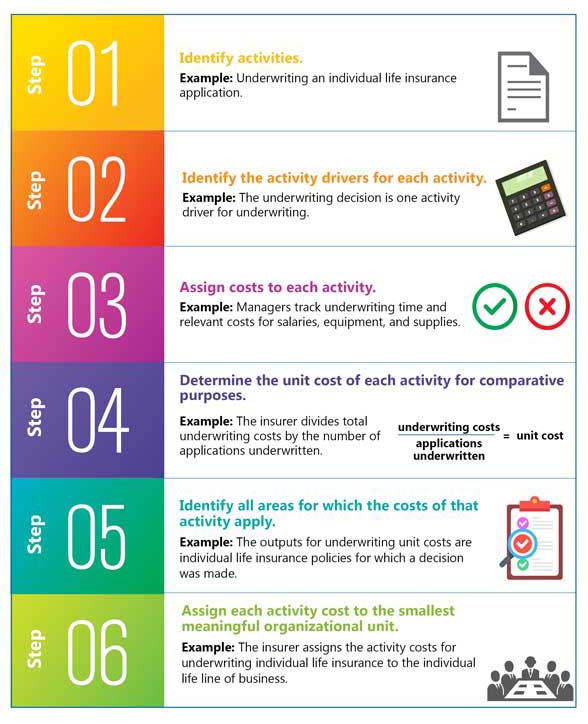 Step 01
Identify activities.
Example: Underwriting an individual life insurance
application.
Step 02
Identify the activity drivers for each activity.
Example: The underwriting decision is one activity
driver for underwriting.
Step 03
Assign costs to each activity.
Example: Managers track underwriting time and
relevant costs for salaries, equipment, and supplies.
Step 04
Determine the unit cost of each activity for comparative
purposes.
Example: The insurer divides total
underwriting costs by the number of
applications underwritten.
underwriting costs
applications
underwritten
= unit cost
Step 05
Identify all areas for which the costs of that
activity apply.
Example: The outputs for underwriting unit costs are
individual life insurance policies for which a decision
was made.
Step 06
Assign each activity cost to the smallest
meaningful organizational unit.
Example: The insurer assigns the activity costs for
underwriting individual life insurance to the individual
life line of business.